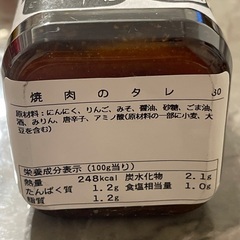 焼肉のタレ 30
原材料：にんにく、りんご、みそ、醤油、砂糖、ごま油、
酒、みりん、唐辛子、アミノ酸(原材料の一部に小麦、大
豆を含む)
栄養成分表示(100g当り)
熱量 248kcal 炭水化物 2.1g
たんぱく質 1.2g 食塩相当量 1.0g
脂質 1.2g